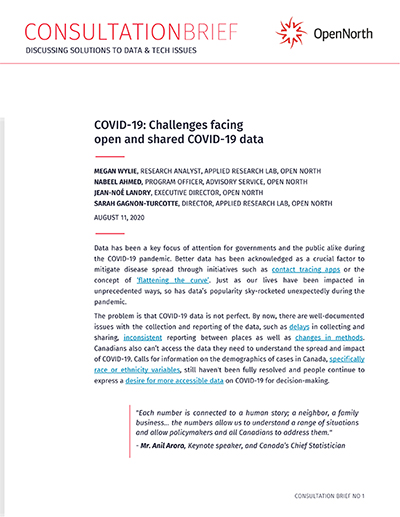 CONSULTATIONBRIEF
OpenNorth
DISCUSSING SOLUTIONS TO DATA & TECH ISSUES
COVID-19: Challenges facing
open and shared COVID-19 data
MEGAN WYLIE, RESEARCH ANALYST, APPLIED RESEARCH LAB, OPEN NORTH
NABEEL AHMED, PROGRAM OFFICER, ADVISORY SERVICE, OPEN NORTH
JEAN-NOÉ LANDRY, EXECUTIVE DIRECTOR, OPEN NORTH
SARAH GAGNON-TURCOTTE, DIRECTOR, APPLIED RESEARCH LAB, OPEN NORTH
AUGUST 11, 2020
Data has been a key focus of attention for governments and the public alike during
the COVID-19 pandemic. Better data has been acknowledged as a crucial factor to
mitigate disease spread through initiatives such as contact tracing apps or the
concept of 'flattening the curve'. Just as our lives have been impacted in
unprecedented ways, so has data's popularity sky-rocketed unexpectedly during the
pandemic.
The problem is that COVID-19 data is not perfect. By now, there are well-documented
issues with the collection and reporting of the data, such as delays in collecting and
sharing, inconsistent reporting between places as well as changes in methods.
Canadians also can't access the data they need to understand the spread and impact
of COVID-19. Calls for information on the demographics of cases in Canada, specifically
race or ethnicity variables, still haven't been fully resolved and people continue to
express a desire for more accessible data on COVID-19 for decision-making.
"Each number is connected to a human story; a neighbor, a family
business... the numbers allow us to understand a range of situations
and allow policymakers and all Canadians to address them."
- Mr. Anil Arora, Keynote speaker, and Canada's Chief Statistician
CONSULTATION BRIEF NO 1